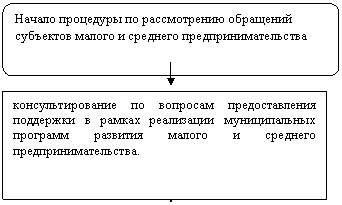 Начало процедуры по рассмотрению обращений
субъектов малого и среднего предпринимательства
консультирование по вопросам предоставления
поддержки в рамках реализации муниципальных
программ развития малого и среднего
предпринимательства.